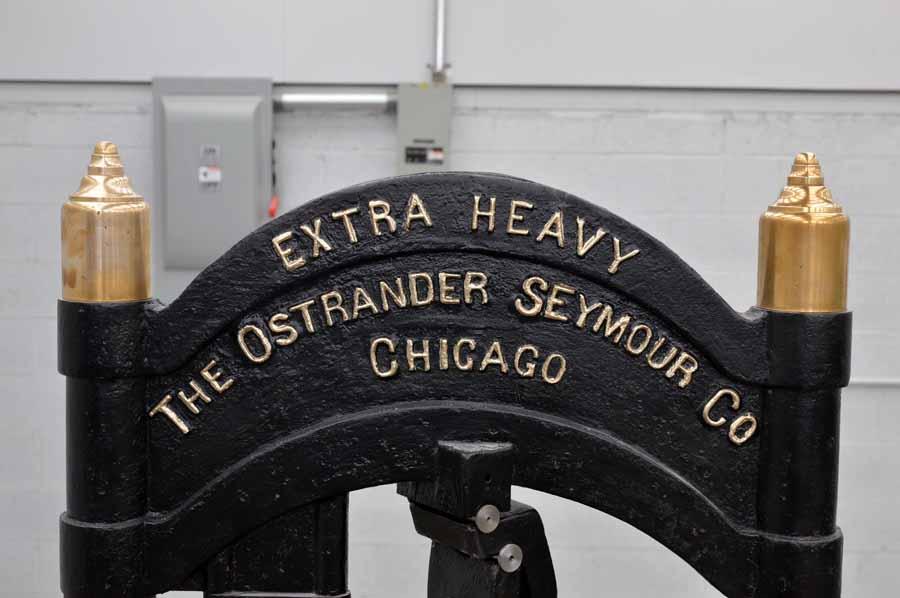 EXTRA HEAVY
THE OSTRANDER SEYMOUR CO
CHICAGO